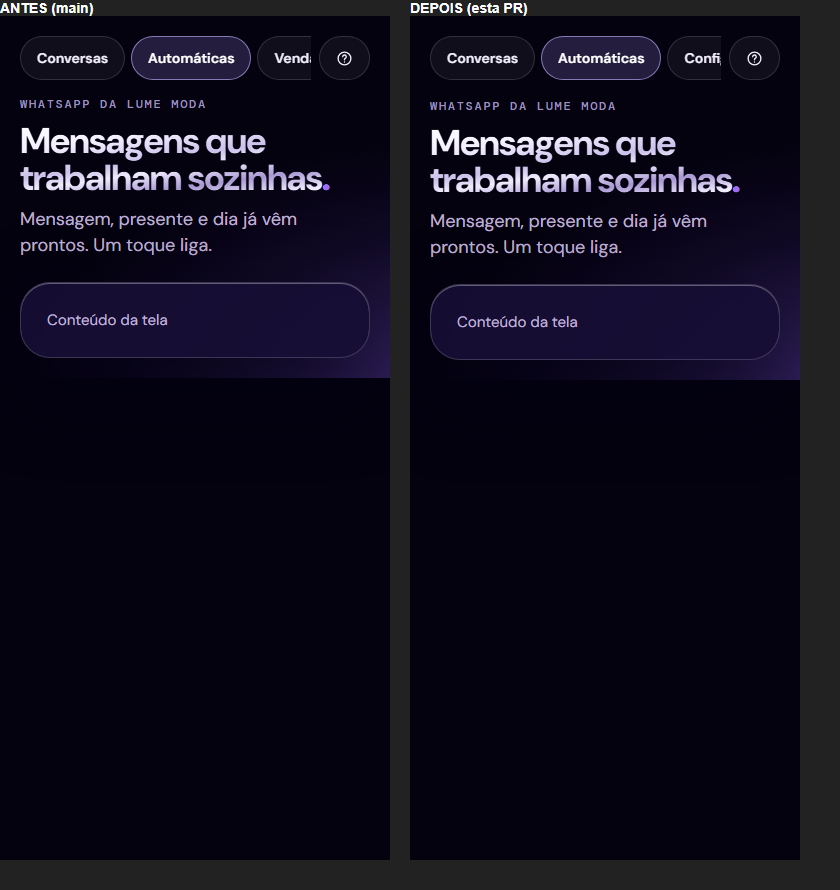 ANTES (main)
Conversas
Automáticas
Venda
WHATSAPP DA LUME MODA
Mensagens que
trabalham sozinhas.
Mensagem, presente e dia já vêm
prontos. Um toque liga.
Conteúdo da tela
DEPOIS (esta PR)
Conversas
Automáticas
Confi
WHATSAPP DA LUME MODA
Mensagens que
trabalham sozinhas.
Mensagem, presente e dia já vêm
prontos. Um toque liga.
Conteúdo da tela